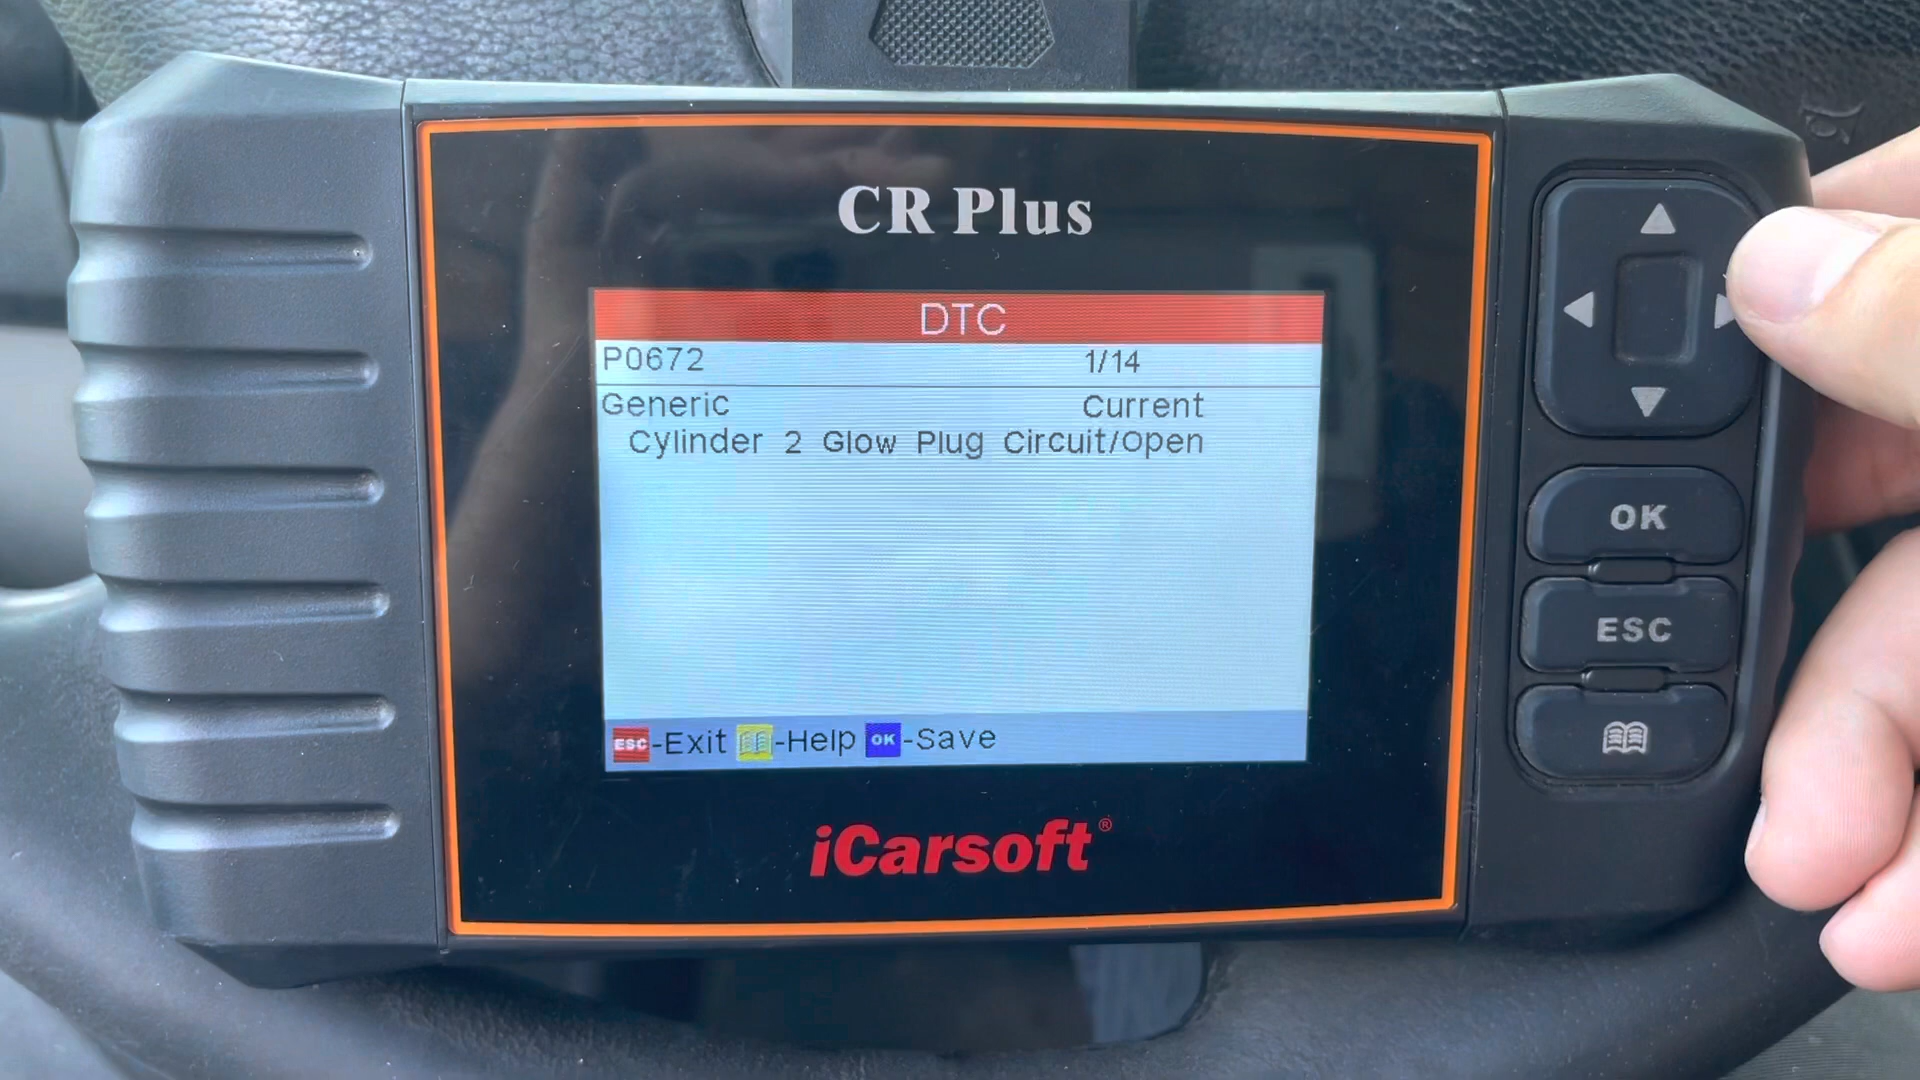 CR Plus
DTC
P0672 1/14
Generic Current
Cylinder 2 Glow Plug Circuit/Open
ESC-Exit -Help OK-Save
iCarsoft®
OK
ESC